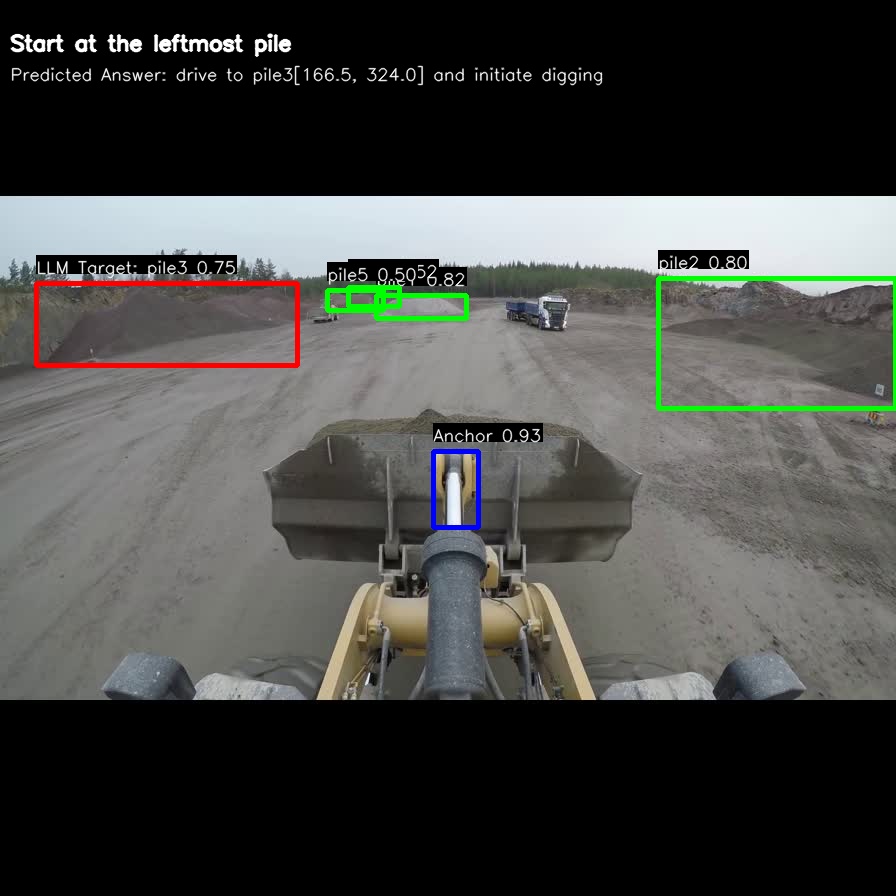 Start at the leftmost pile
Predicted Answer: drive to pile3[166.5, 324.0] and initiate digging
pile2 0.80
LLM Target: pile3 0.75
pile5 0.50
52
0.82
Anchor 0.93